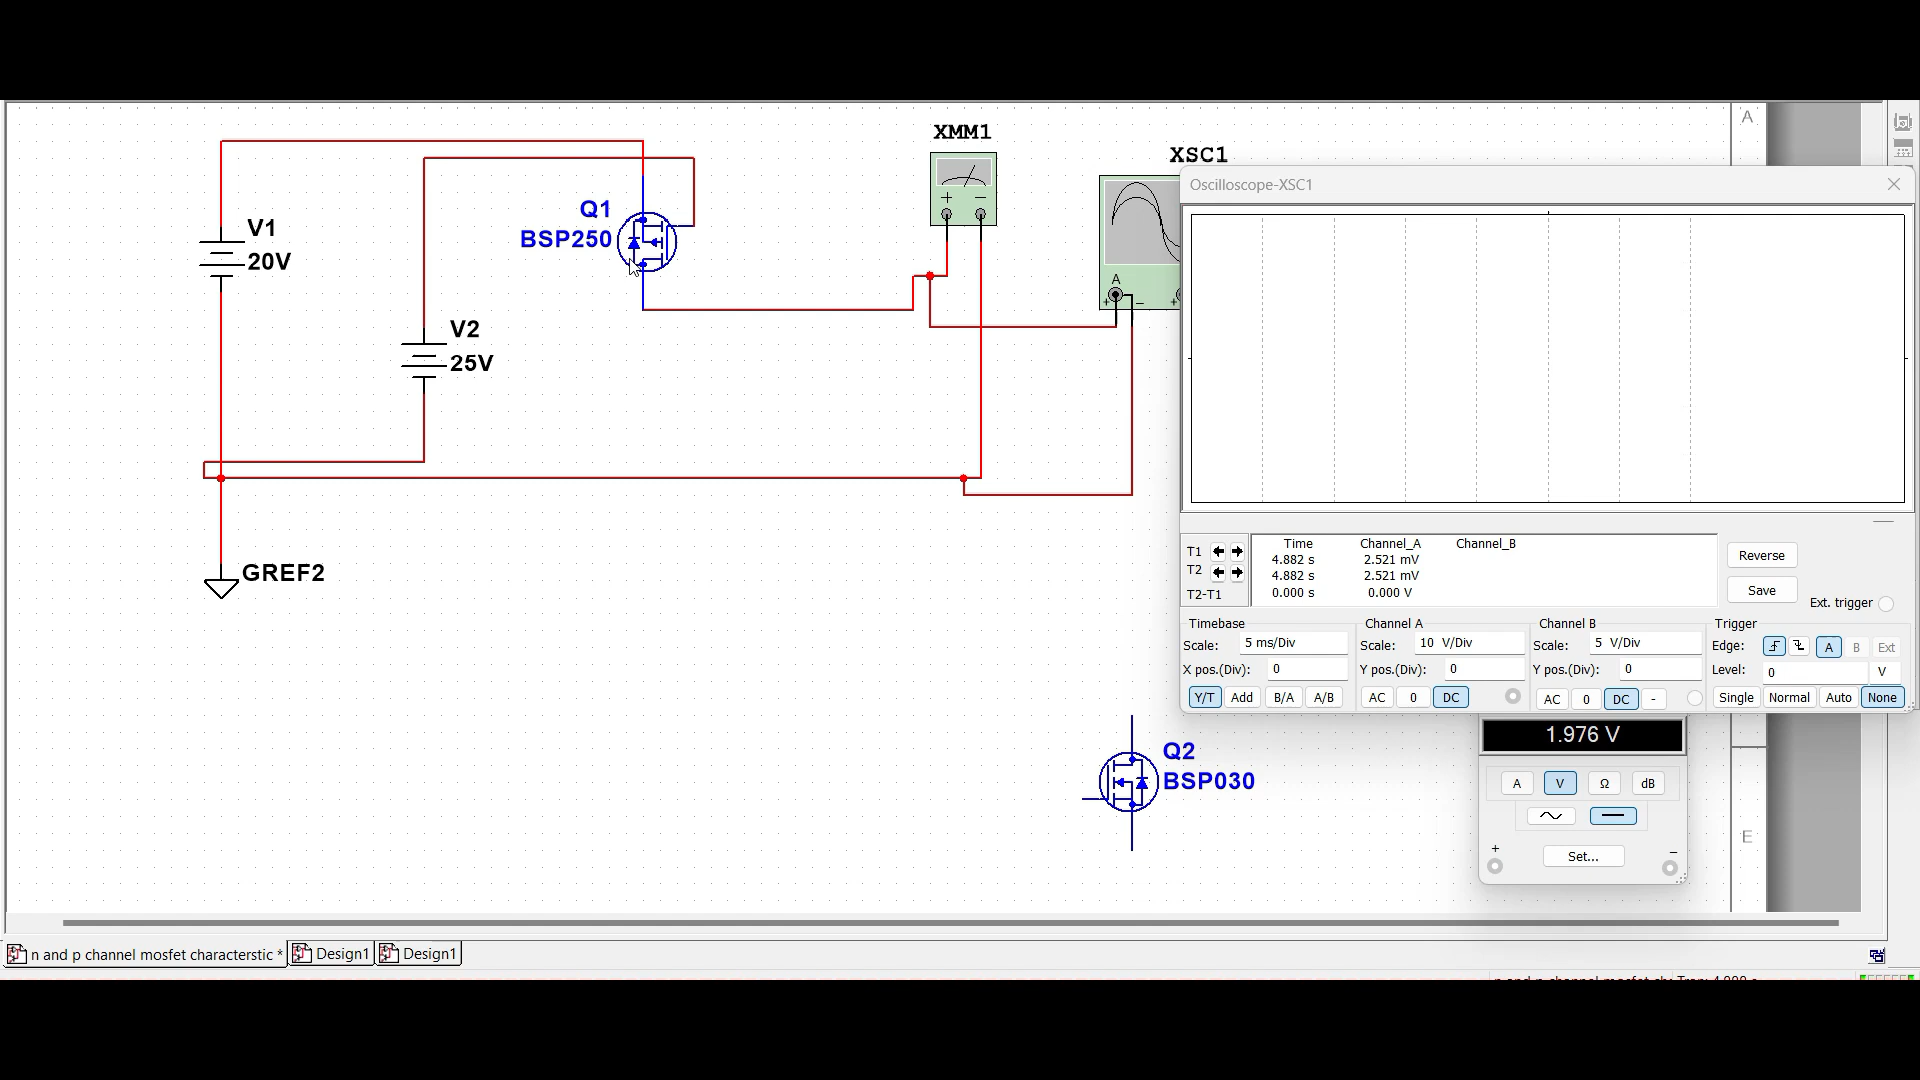 XMM1
A
XSC1
Oscilloscope-XSC1
Q1
BSP250
V1
20V
+ −
A
+ − +
V2
25V
GREF2
T1
T2
T2-T1
Time Channel_A Channel_B
4.882 s 2.521 mV
4.882 s 2.521 mV
0.000 s 0.000 V
Reverse
Save
Ext. trigger
Timebase
Scale: 5 ms/Div
X pos.(Div): 0
Y/T Add B/A A/B
Channel A
Scale: 10 V/Div
Y pos.(Div): 0
AC 0 DC
Channel B
Scale: 5 V/Div
Y pos.(Div): 0
AC 0 DC -
Trigger
Edge: A B Ext
Level: 0 V
Single Normal Auto None
1.976 V
A V Ω dB
+ −
Set...
Q2
BSP030
E
n and p channel mosfet characterstic * Design1 Design1